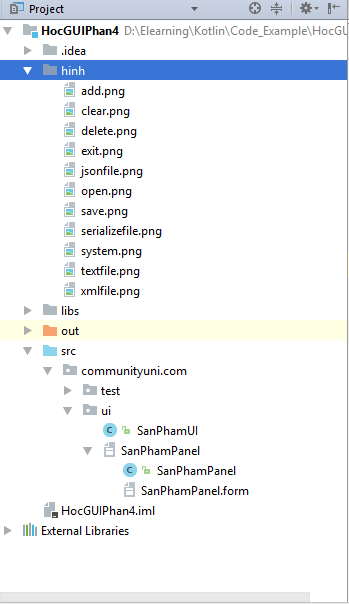 Project
HocGUIPhan4 D:\Elearning\Kotlin\Code_Example\HocGU
.idea
hinh
add.png
clear.png
delete.png
exit.png
jsonfile.png
open.png
save.png
serializefile.png
system.png
textfile.png
xmlfile.png
libs
out
src
communityuni.com
test
ui
C SanPhamUI
SanPhamPanel
C SanPhamPanel
SanPhamPanel.form
HocGUIPhan4.iml
External Libraries